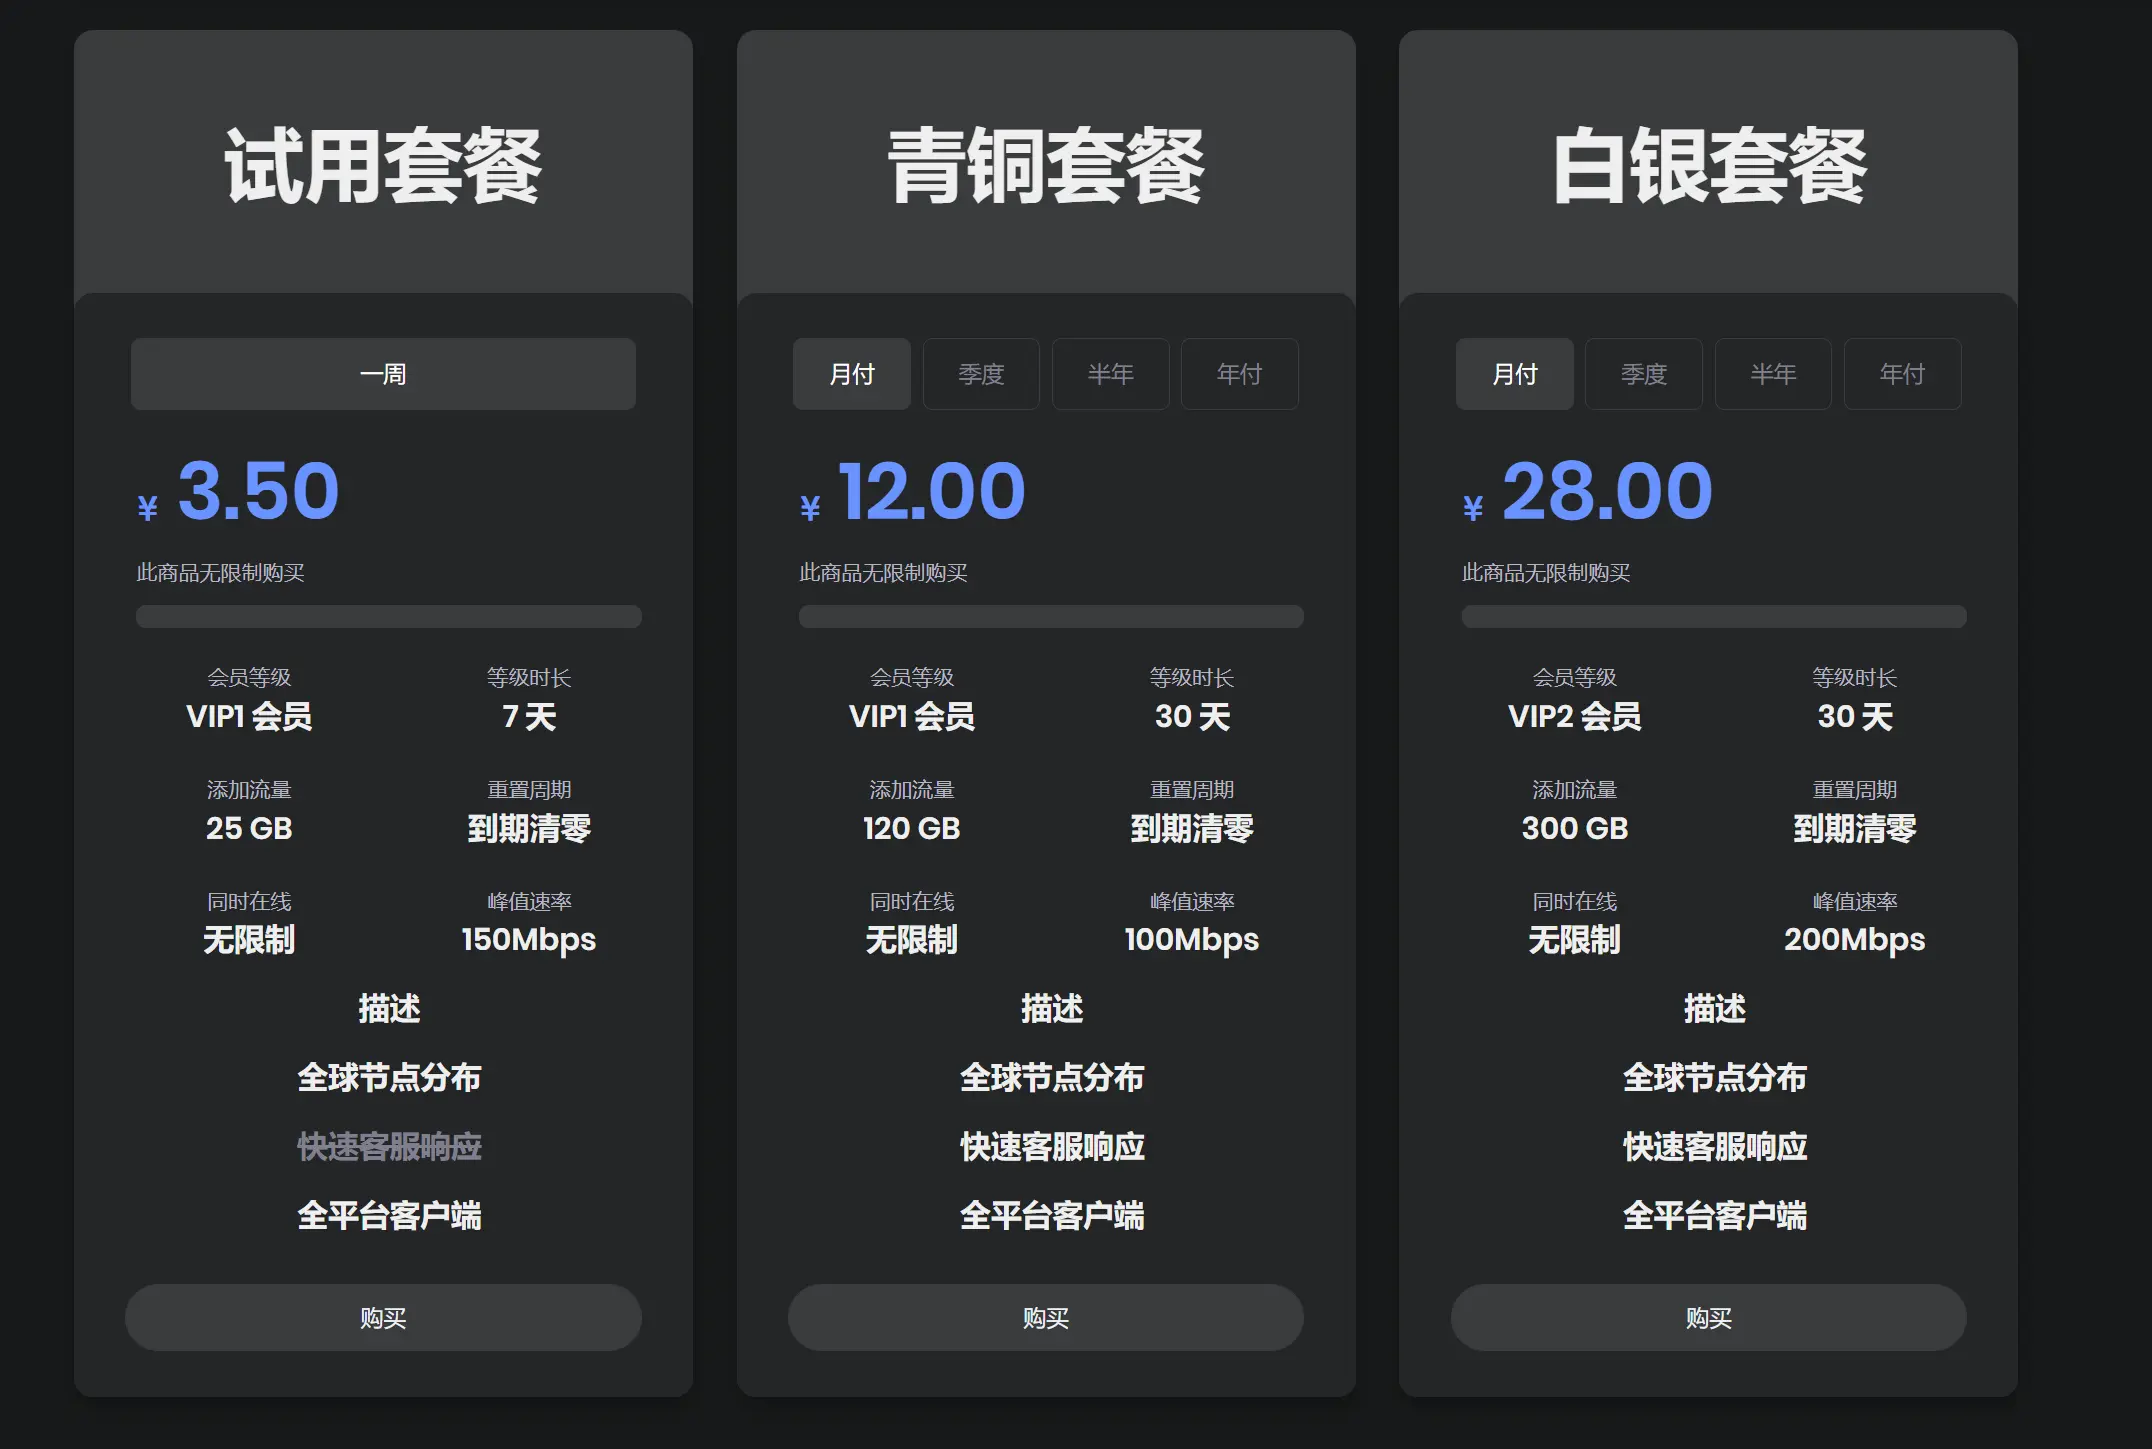 试用套餐
一周
¥ 3.50
此商品无限制购买
会员等级 等级时长
VIP1 会员 7 天
添加流量 重置周期
25 GB 到期清零
同时在线 峰值速率
无限制 150Mbps
描述
全球节点分布
快速客服响应
全平台客户端
购买
青铜套餐
月付 季度 半年 年付
¥ 12.00
此商品无限制购买
会员等级 等级时长
VIP1 会员 30 天
添加流量 重置周期
120 GB 到期清零
同时在线 峰值速率
无限制 100Mbps
描述
全球节点分布
快速客服响应
全平台客户端
购买
白银套餐
月付 季度 半年 年付
¥ 28.00
此商品无限制购买
会员等级 等级时长
VIP2 会员 30 天
添加流量 重置周期
300 GB 到期清零
同时在线 峰值速率
无限制 200Mbps
描述
全球节点分布
快速客服响应
全平台客户端
购买